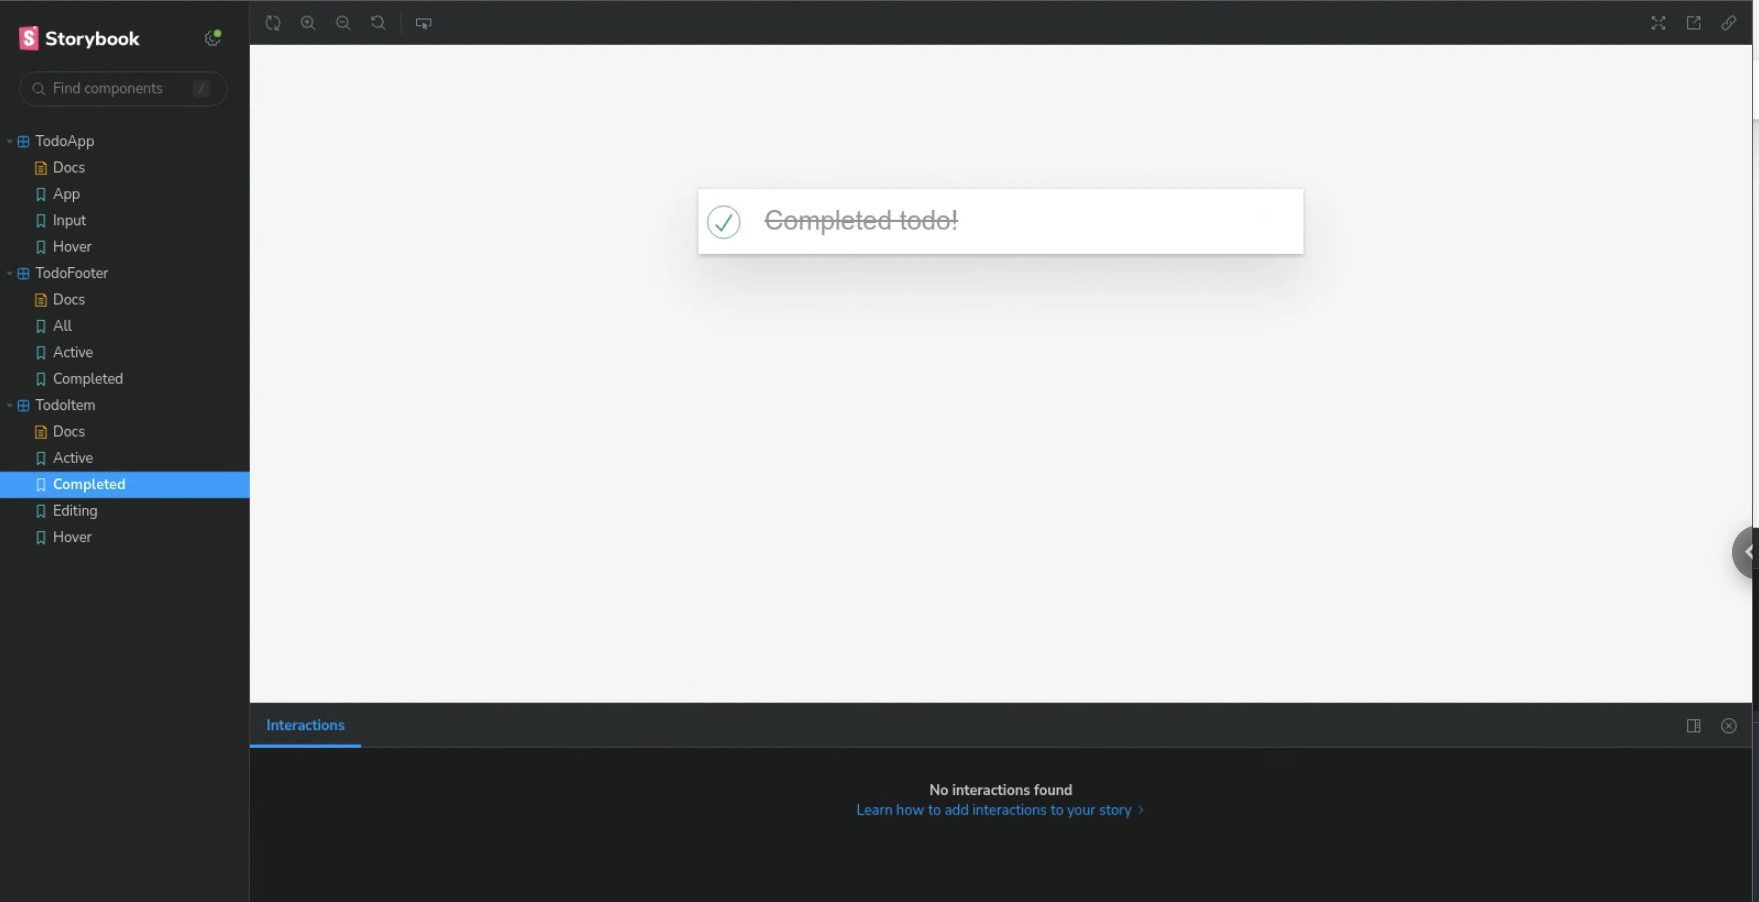 Storybook
Find components /
TodoApp
Docs
App
Input
Hover
TodoFooter
Docs
All
Active
Completed
TodoItem
Docs
Active
Completed
Editing
Hover
Completed todo!
Interactions
No interactions found
Learn how to add interactions to your story